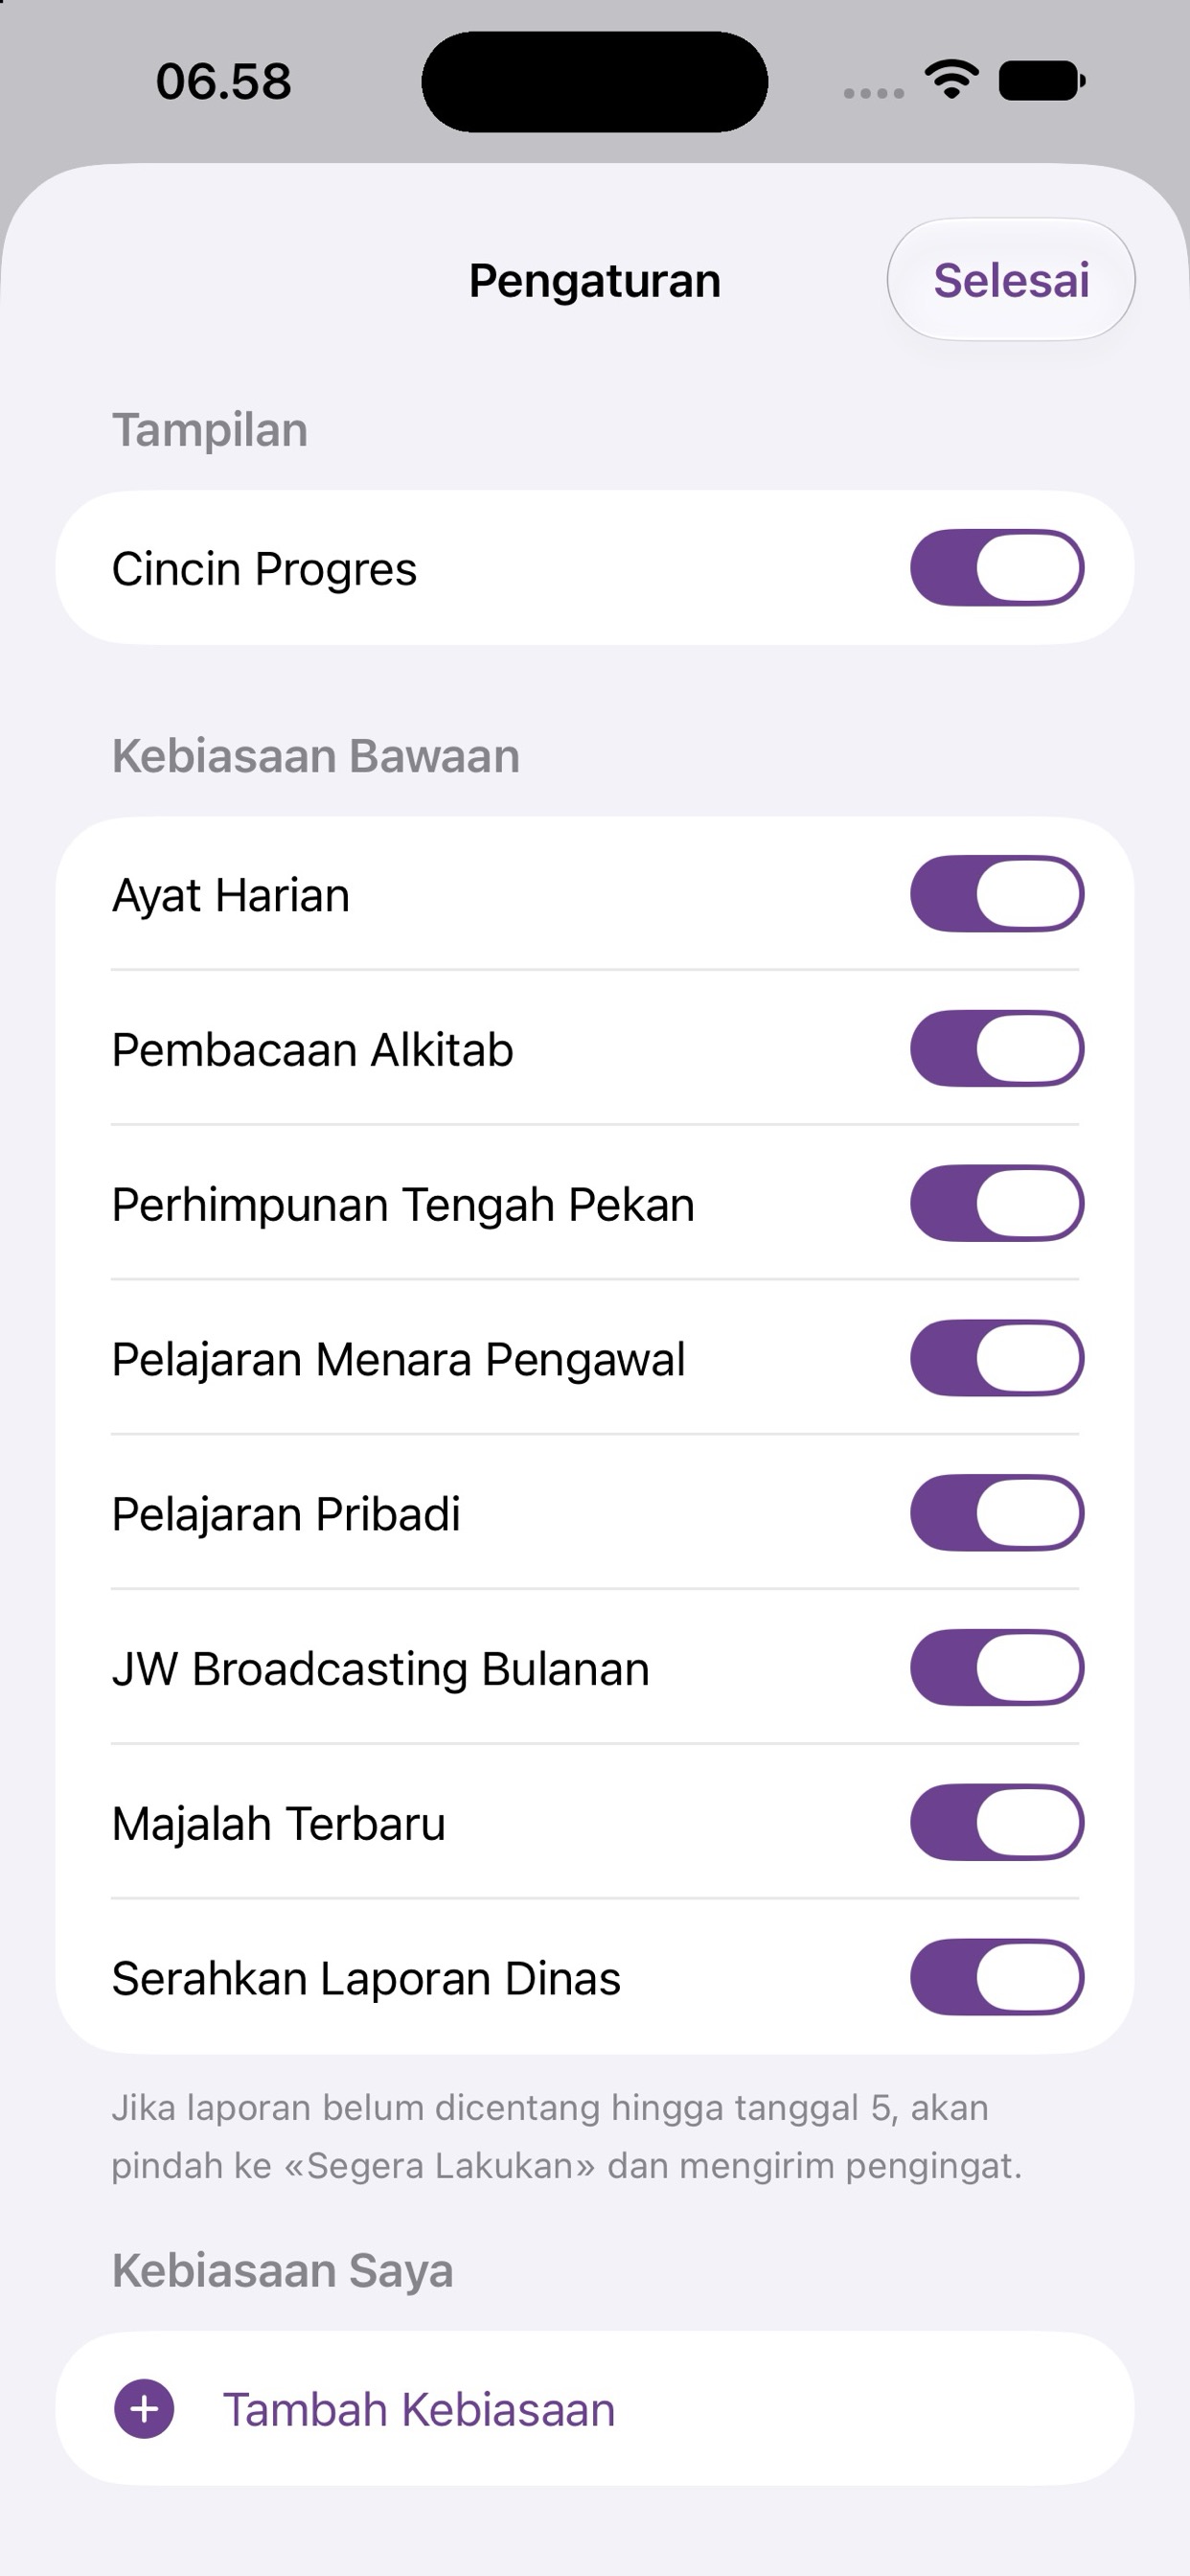 06.58
Pengaturan
Selesai
Tampilan
Cincin Progres
Kebiasaan Bawaan
Ayat Harian
Pembacaan Alkitab
Perhimpunan Tengah Pekan
Pelajaran Menara Pengawal
Pelajaran Pribadi
JW Broadcasting Bulanan
Majalah Terbaru
Serahkan Laporan Dinas
Jika laporan belum dicentang hingga tanggal 5, akan
pindah ke «Segera Lakukan» dan mengirim pengingat.
Kebiasaan Saya
Tambah Kebiasaan